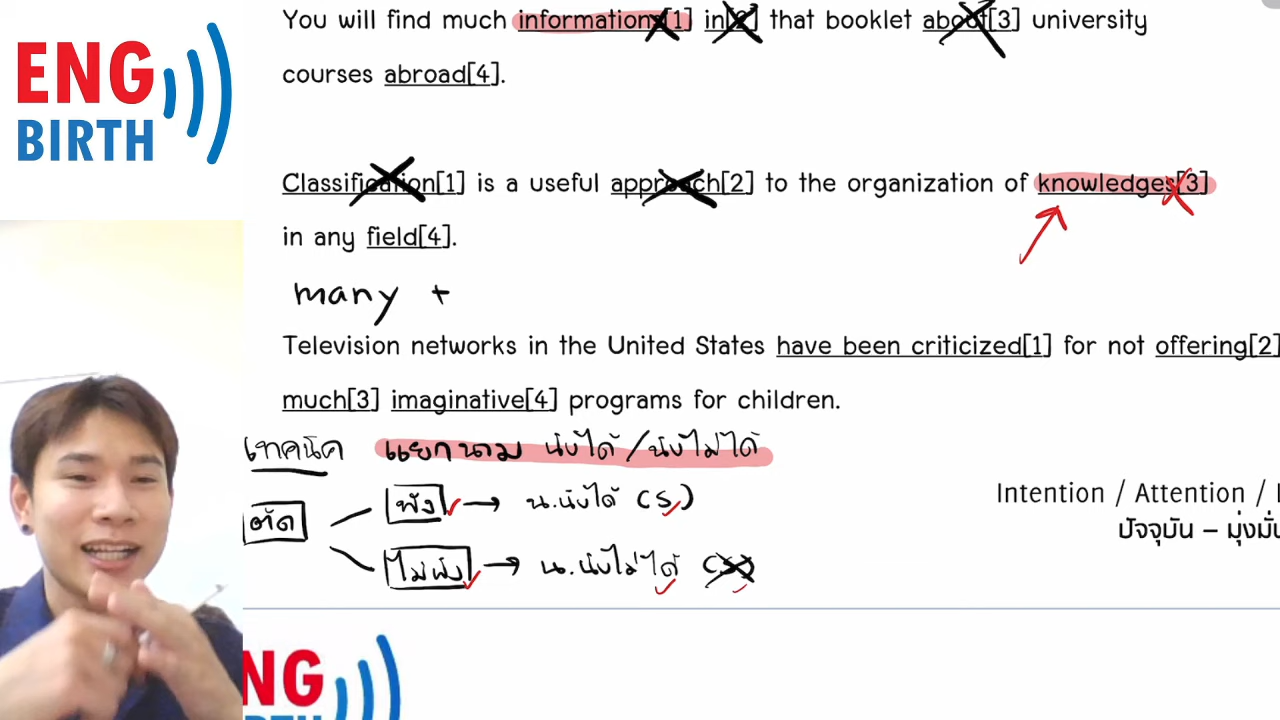 ENG
BIRTH
You will find much informations[1] in[2] that booklet about[3] university
courses abroad[4].
Classification[1] is a useful approach[2] to the organization of knowledges[3]
in any field[4].
many +
Television networks in the United States have been criticized[1] for not offering[2]
much[3] imaginative[4] programs for children.
เทคนิค แยกนาม นับได้/นับไม่ได้
ตัด
พัง → น.นับได้ (s)
ไม่พัง → น.นับไม่ได้ (s)
Intention / Attention /
ปัจจุบัน – มุ่งมั่น
NG